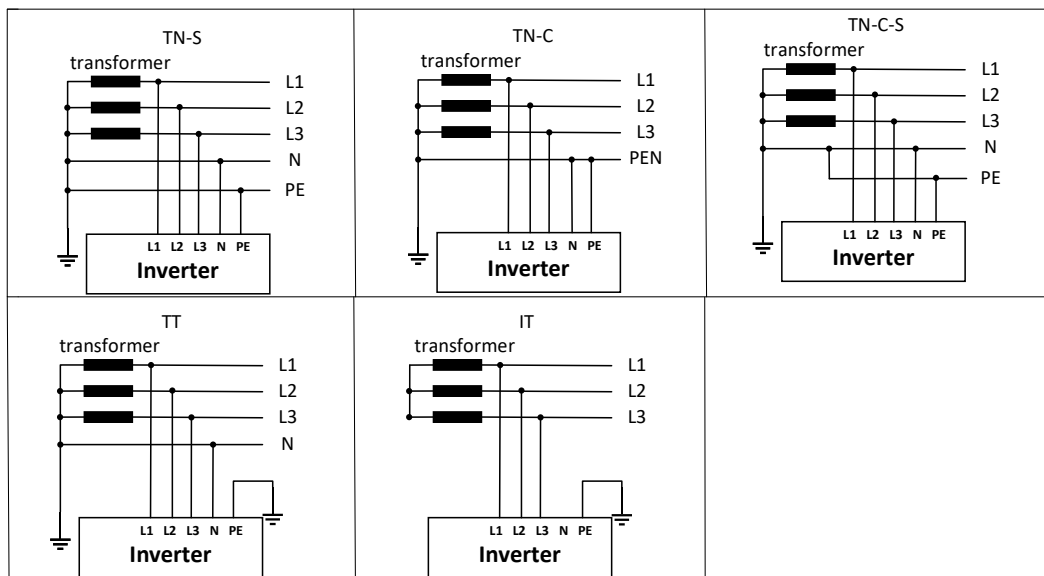 TN-S
transformer
L1
L2
L3
N
PE
L1 L2 L3 N PE
Inverter
TN-C
transformer
L1
L2
L3
PEN
L1 L2 L3 N PE
Inverter
TN-C-S
transformer
L1
L2
L3
N
PE
L1 L2 L3 N PE
Inverter
TT
transformer
L1
L2
L3
N
L1 L2 L3 N PE
Inverter
IT
transformer
L1
L2
L3
L1 L2 L3 N PE
Inverter